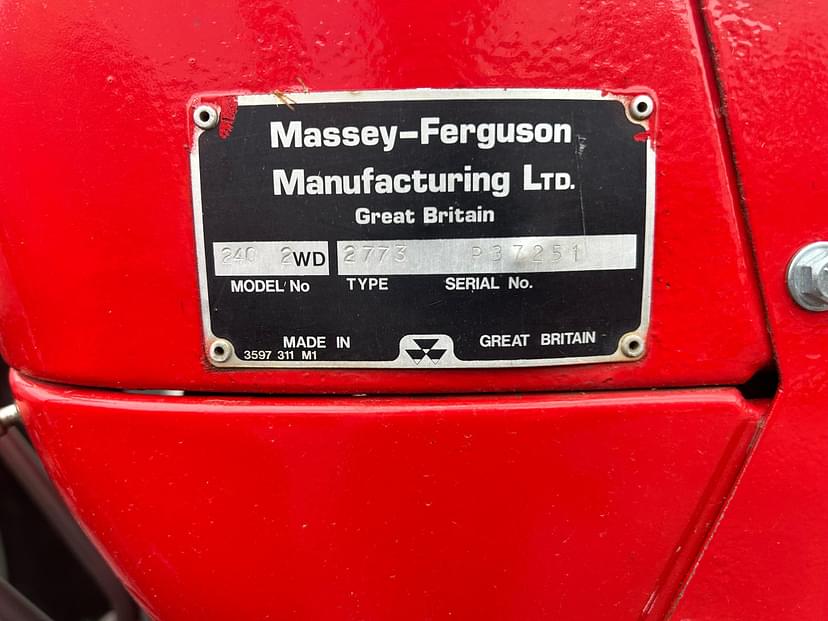 Massey-Ferguson
Manufacturing LTD.
Great Britain
240 2WD 2773 P37251
MODEL No TYPE SERIAL No.
MADE IN GREAT BRITAIN
3597 311 M1